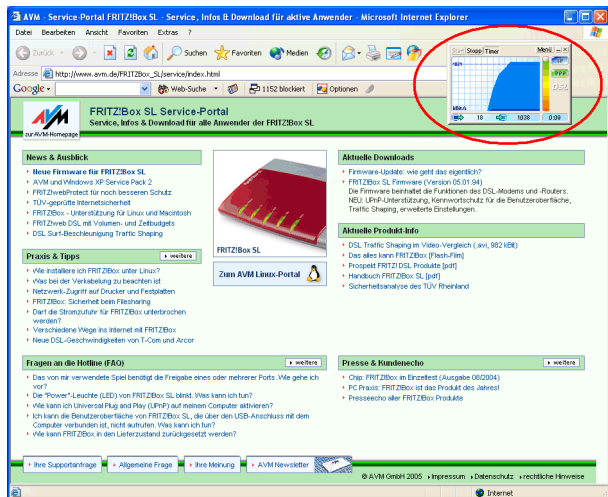 AVM - Service-Portal FRITZ!Box SL - Service, Infos & Download für aktive Anwender - Microsoft Internet Explorer
Datei Bearbeiten Ansicht Favoriten Extras ?
Zurück Suchen Favoriten Medien
Adresse http://www.avm.de/FRITZBox_SL/service/index.html
Google Web-Suche 1152 blockiert Optionen
Start Stopp Timer Menü
kBit/s
DSL
18 1038 0:09
AVM
zur AVM-Homepage
FRITZ!Box SL Service-Portal
Service, Infos & Download für alle Anwender der FRITZ!Box SL
News & Ausblick
Neue Firmware für FRITZ!Box SL
AVM und Windows XP Service Pack 2
FRITZ!webProtect für noch besseren Schutz
TÜV-geprüfte Internetsicherheit
FRITZ!Box - Unterstützung für Linux und Macintosh
FRITZ!web DSL mit Volumen- und Zeitbudgets
DSL Surf-Beschleunigung Traffic Shaping
Praxis & Tipps weitere
Wie installiere ich FRITZ!Box unter Linux?
Was bei der Verkabelung zu beachten ist
Netzwerk-Zugriff auf Drucker und Festplatten
FRITZ!Box: Sicherheit beim Filesharing
Darf die Stromzufuhr für FRITZ!Box unterbrochen
werden?
Verschiedene Wege ins Internet mit FRITZ!Box
Neue DSL-Geschwindigkeiten von T-Com und Arcor
FRITZ!Box SL
Zum AVM Linux-Portal
Aktuelle Downloads
Firmware-Update: wie geht das eigentlich?
FRITZ!Box SL Firmware (Version 05.01.94)
Die Firmware beinhaltet die Funktionen des DSL-Modems und -Routers.
NEU: UPnP-Unterstützung, Kennwortschutz für die Benutzeroberfläche,
Traffic Shaping, erweiterte Einstellungen.
Aktuelle Produkt-Info
DSL Traffic Shaping im Video-Vergleich (.avi, 982 kBit)
Das alles kann FRITZ!Box [Flash-Film]
Prospekt FRITZ! DSL Produkte [pdf]
Handbuch FRITZ!Box SL [pdf]
Sicherheitsanalyse des TÜV Rheinland
Fragen an die Hotline (FAQ) weitere
Das von mir verwendete Spiel benötigt die Freigabe eines oder mehrerer Ports. Wie gehe ich
vor?
Die "Power"-Leuchte (LED) von FRITZ!Box SL blinkt. Was kann ich tun?
Wie kann ich Universal Plug and Play (UPnP) auf meinem Computer aktivieren?
Ich kann die Benutzeroberfläche von FRITZ!Box SL, die über den USB-Anschluss mit dem
Computer verbunden ist, nicht aufrufen. Was kann ich tun?
Wie kann FRITZ!Box in den Lieferzustand zurückgesetzt werden?
Presse & Kundenecho weitere
Chip: FRITZ!Box im Einzeltest (Ausgabe 08/2004)
PC Praxis: FRITZ!Box ist das Produkt des Jahres!
Presseecho aller FRITZ!Box Produkte
Ihre Supportanfrage Allgemeine Frage Ihre Meinung AVM Newsletter
© AVM GmbH 2005 Impressum Datenschutz rechtliche Hinweise
Internet